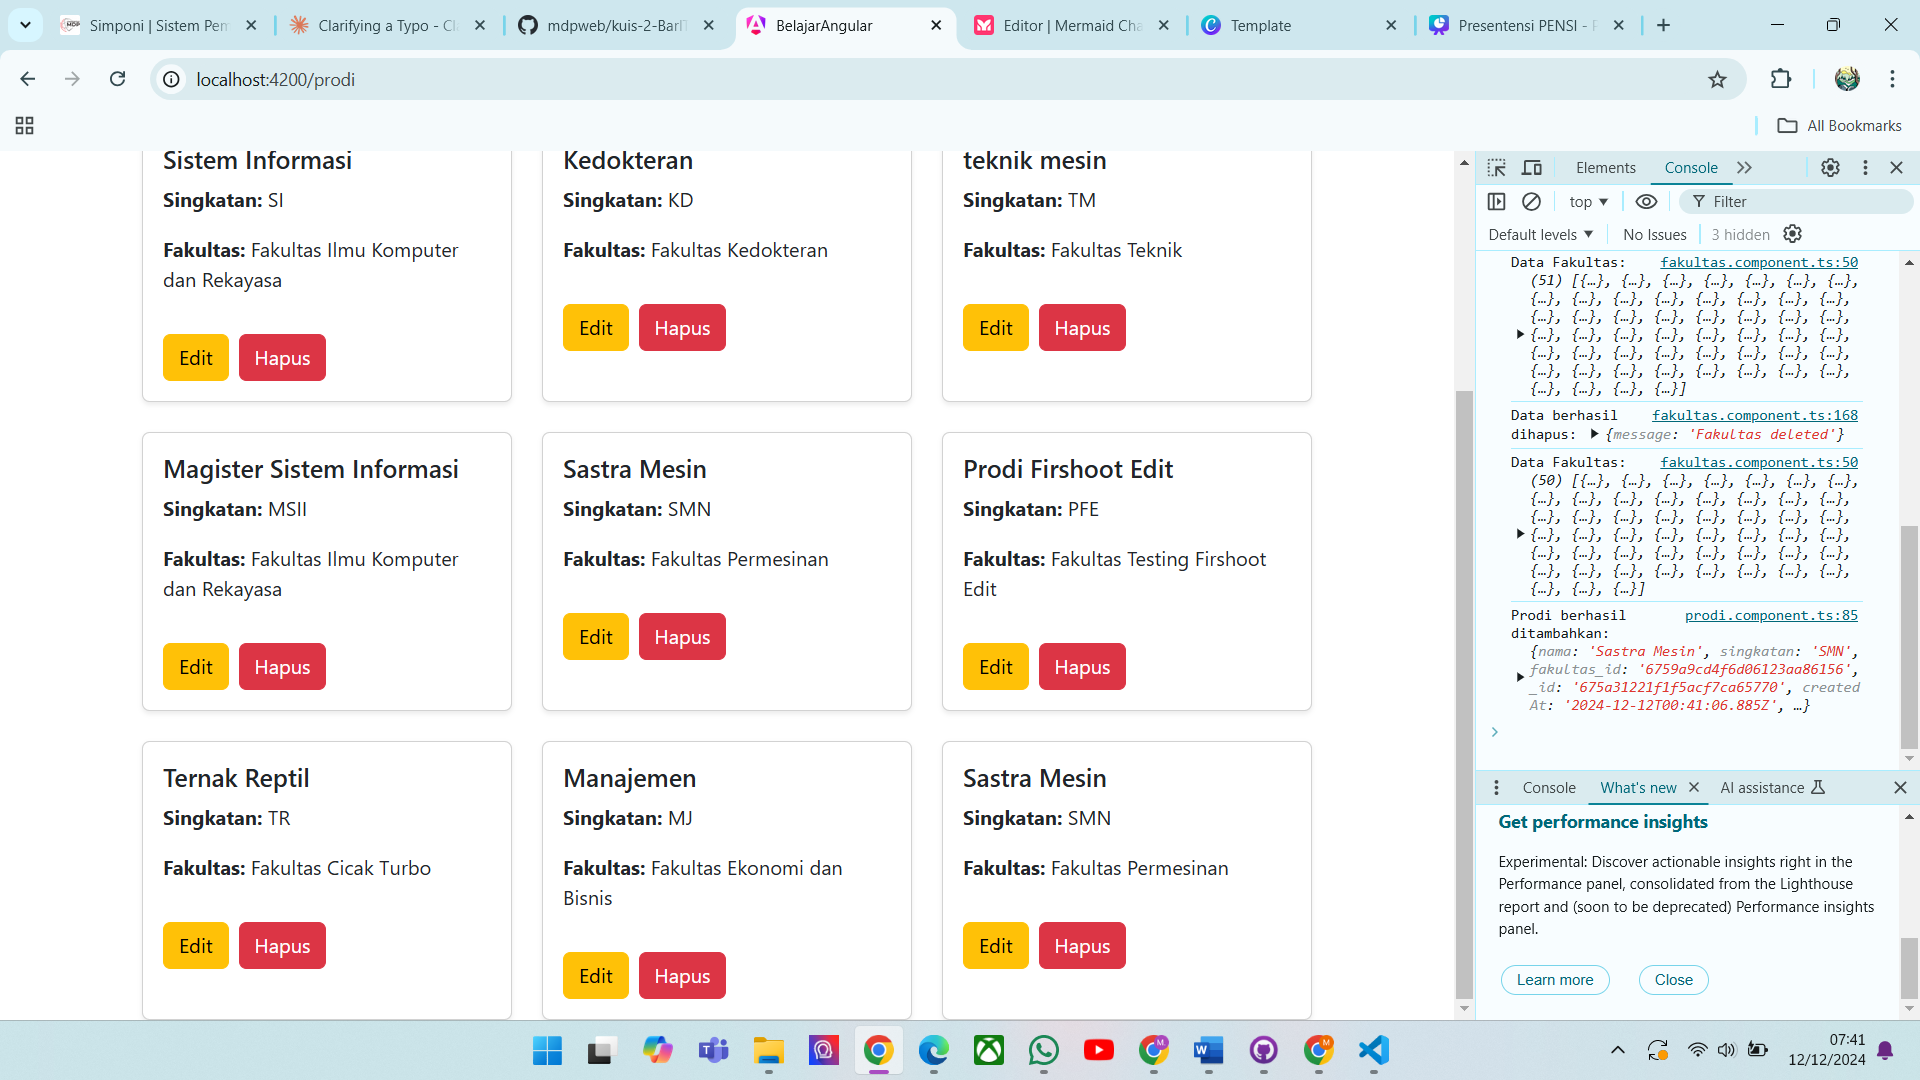 Simponi | Sistem Pem
Clarifying a Typo - Cl
mdpweb/kuis-2-BarIT
BelajarAngular
Editor | Mermaid Cha
Template
Presentensi PENSI - P
localhost:4200/prodi
All Bookmarks
Sistem Informasi
Singkatan: SI
Fakultas: Fakultas Ilmu Komputer
dan Rekayasa
Edit
Hapus
Kedokteran
Singkatan: KD
Fakultas: Fakultas Kedokteran
Edit
Hapus
teknik mesin
Singkatan: TM
Fakultas: Fakultas Teknik
Edit
Hapus
Magister Sistem Informasi
Singkatan: MSII
Fakultas: Fakultas Ilmu Komputer
dan Rekayasa
Edit
Hapus
Sastra Mesin
Singkatan: SMN
Fakultas: Fakultas Permesinan
Edit
Hapus
Prodi Firshoot Edit
Singkatan: PFE
Fakultas: Fakultas Testing Firshoot
Edit
Edit
Hapus
Ternak Reptil
Singkatan: TR
Fakultas: Fakultas Cicak Turbo
Edit
Hapus
Manajemen
Singkatan: MJ
Fakultas: Fakultas Ekonomi dan
Bisnis
Edit
Hapus
Sastra Mesin
Singkatan: SMN
Fakultas: Fakultas Permesinan
Edit
Hapus
Elements
Console
top
Filter
Default levels
No Issues
3 hidden
Data Fakultas: fakultas.component.ts:50
(51) [{…}, {…}, {…}, {…}, {…}, {…}, {…},
{…}, {…}, {…}, {…}, {…}, {…}, {…}, {…},
{…}, {…}, {…}, {…}, {…}, {…}, {…}, {…},
{…}, {…}, {…}, {…}, {…}, {…}, {…}, {…},
{…}, {…}, {…}, {…}, {…}, {…}, {…}, {…},
{…}, {…}, {…}, {…}, {…}, {…}, {…}, {…},
{…}, {…}, {…}, {…}]
Data berhasil fakultas.component.ts:168
dihapus: {message: 'Fakultas deleted'}
Data Fakultas: fakultas.component.ts:50
(50) [{…}, {…}, {…}, {…}, {…}, {…}, {…},
{…}, {…}, {…}, {…}, {…}, {…}, {…}, {…},
{…}, {…}, {…}, {…}, {…}, {…}, {…}, {…},
{…}, {…}, {…}, {…}, {…}, {…}, {…}, {…},
{…}, {…}, {…}, {…}, {…}, {…}, {…}, {…},
{…}, {…}, {…}, {…}, {…}, {…}, {…}, {…},
{…}, {…}, {…}]
Prodi berhasil prodi.component.ts:85
ditambahkan:
{nama: 'Sastra Mesin', singkatan: 'SMN',
fakultas_id: '6759a9cd4f6d06123aa86156',
_id: '675a31221f1f5acf7ca65770', created
At: '2024-12-12T00:41:06.885Z', …}
Console
What's new
AI assistance
Get performance insights
Experimental: Discover actionable insights right in the
Performance panel, consolidated from the Lighthouse
report and (soon to be deprecated) Performance insights
panel.
Learn more
Close
07:41
12/12/2024